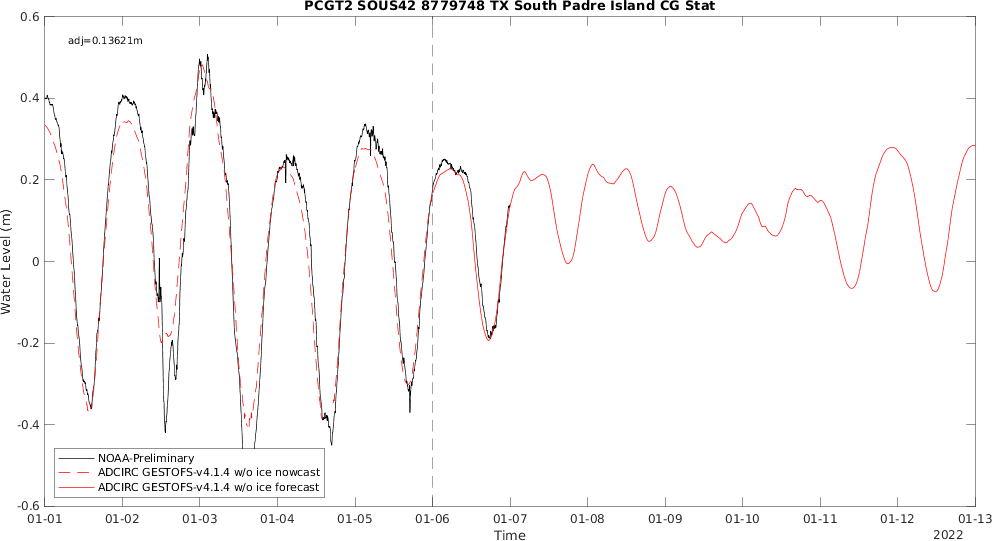 PCGT2 SOUS42 8779748 TX South Padre Island CG Stat
adj=0.13621m
0.6
0.4
0.2
0
-0.2
-0.4
-0.6
Water Level (m)
NOAA-Preliminary
ADCIRC GESTOFS-v4.1.4 w/o ice nowcast
ADCIRC GESTOFS-v4.1.4 w/o ice forecast
01-01 01-02 01-03 01-04 01-05 01-06 01-07 01-08 01-09 01-10 01-11 01-12 01-13
Time
2022